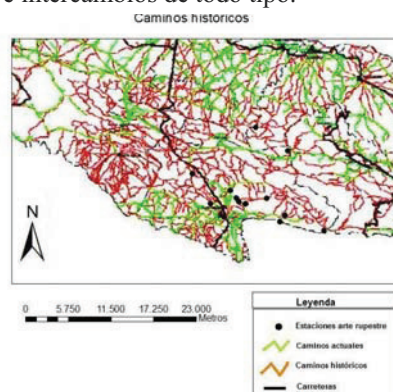 e intercambios de todo tipo.
Caminos históricos
N
0 5.750 11.500 17.250 23.000
Metros
Leyenda
Estaciones arte rupestre
Caminos actuales
Caminos históricos
Carreteras